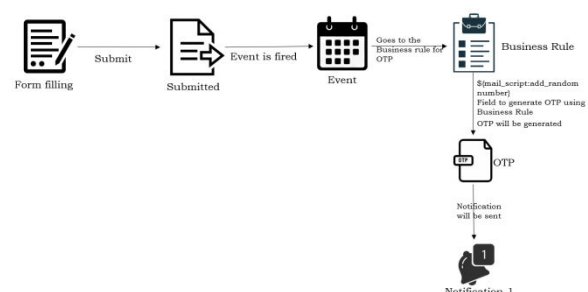 Form filling
Submit
Submitted
Event is fired
Event
Goes to the
Business rule for
OTP
Business Rule
${mail_script:add_random
number}
Field to generate OTP using
Business Rule
OTP will be generated
OTP
OTP
Notification
will be sent
1
Notification 1